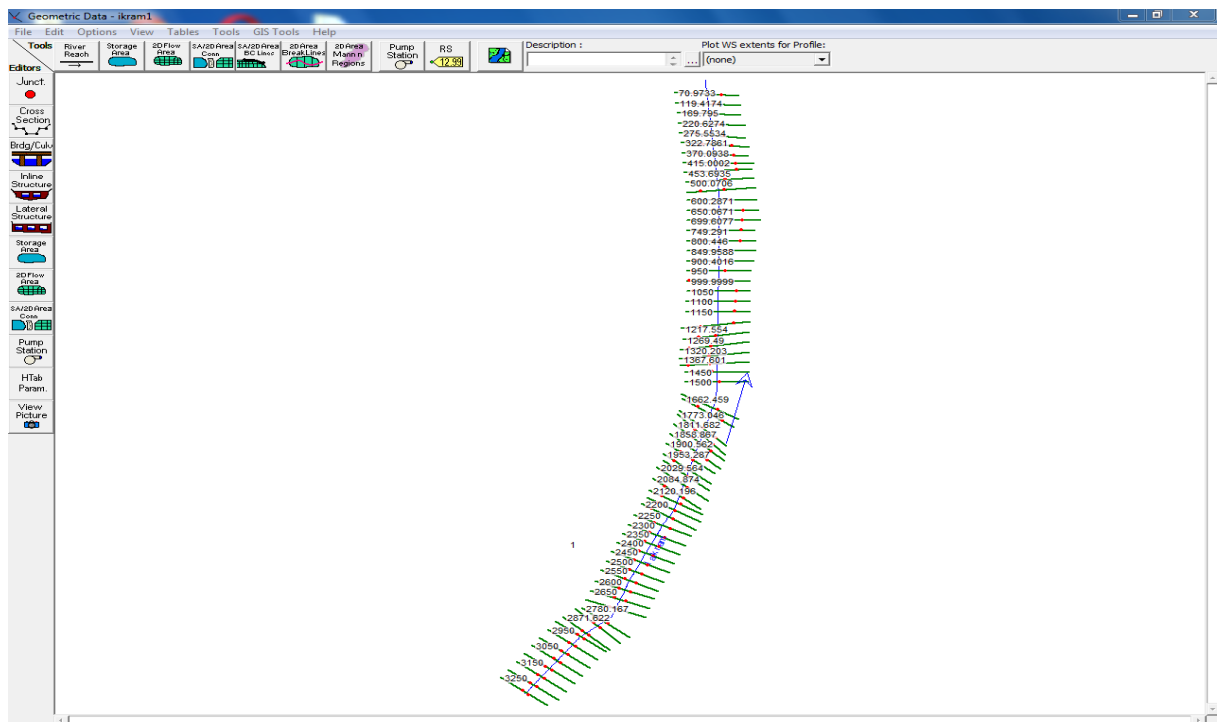 Geometric Data - ikram1
File Edit Options View Tables Tools GIS Tools Help
Tools
Editors
River Reach
Storage Area
2D Flow Area
SA/2D Area Conn
SA/2D Area BC Lines
2D Area BreakLines
2D Area Mann n Regions
Pump Station
RS
12.99
Description :
...
Plot WS extents for Profile:
(none)
Junct.
Cross Section
Brdg/Culv
Inline Structure
Lateral Structure
Storage Area
2D Flow Area
SA/2D Area Conn
Pump Station
HTab Param.
View Picture
70.9733
119.4174
169.795
220.6274
275.5534
322.7861
370.0938
415.0002
453.6935
500.0706
600.2871
650.0671
699.6077
749.291
800.446
849.9588
900.4016
950
999.9999
1050
1100
1150
1217.554
1269.49
1320.203
1367.601
1450
1500
1662.459
1773.046
1811.682
1858.867
1900.562
1953.287
2029.564
2084.874
2120.196
2200
2250
2300
2350
2400
2450
2500
2550
2600
2650
2780.167
2871.622
2950
3050
3150
3250
1